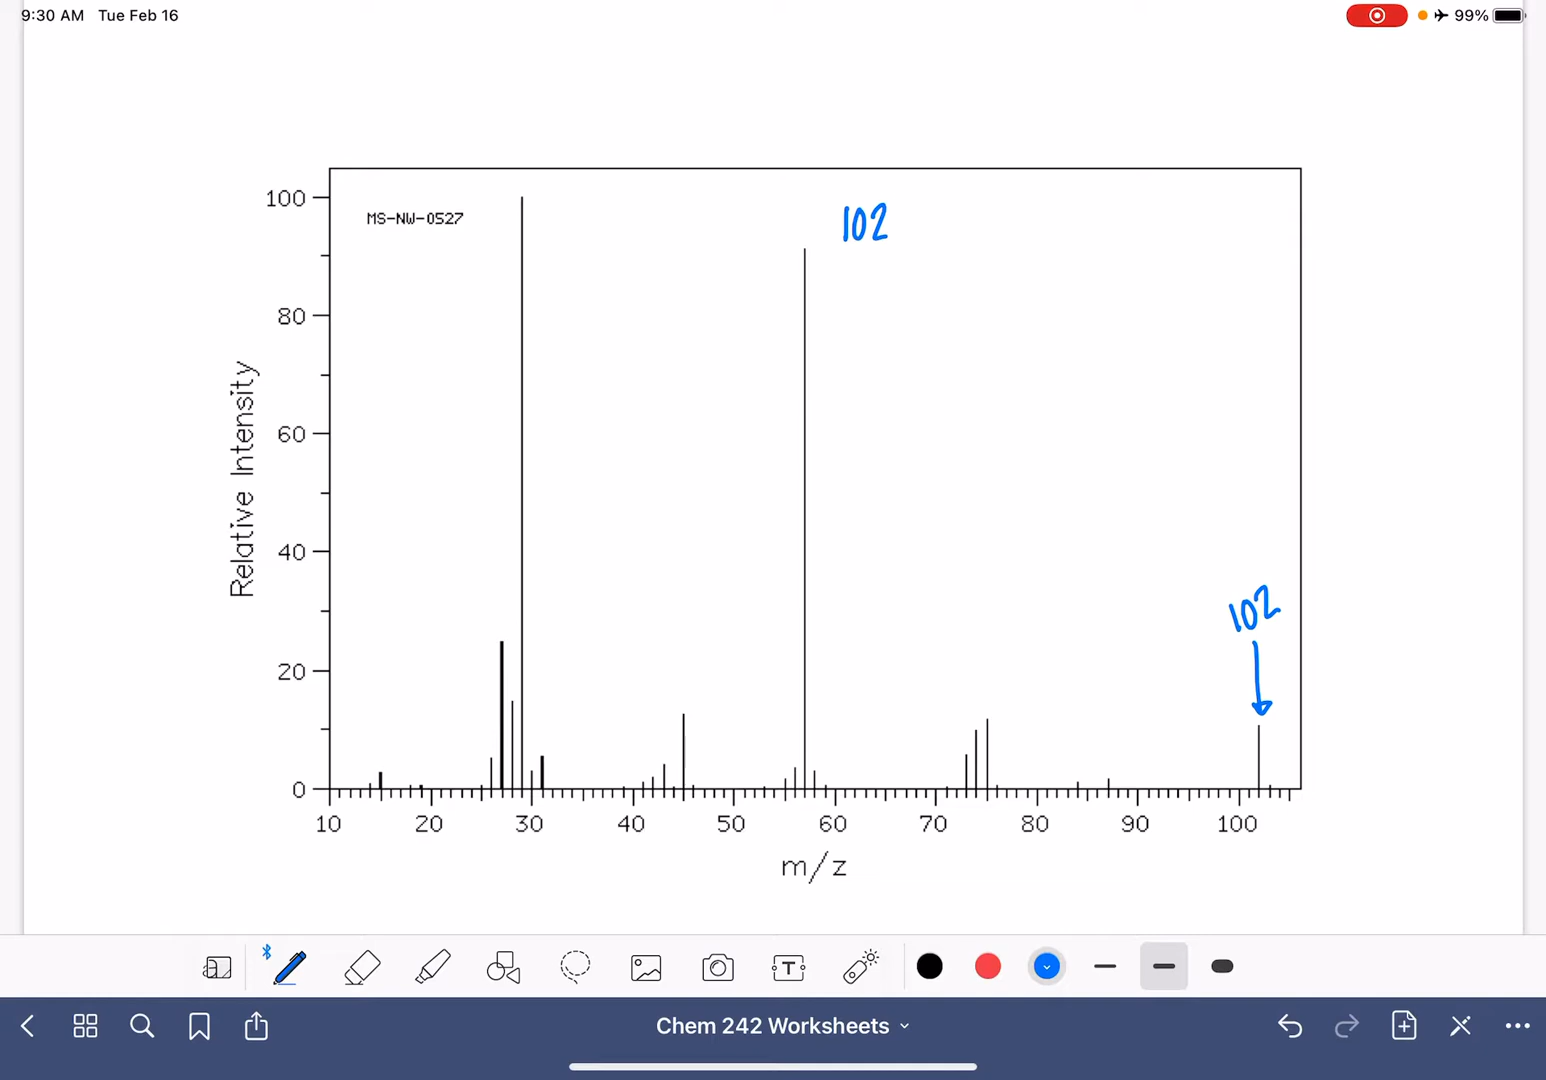 9:30 AM Tue Feb 16
99%
100
MS-NW-0527
102
80
60
40
20
0
Relative Intensity
102
10 20 30 40 50 60 70 80 90 100
m/z
a
T
Chem 242 Worksheets